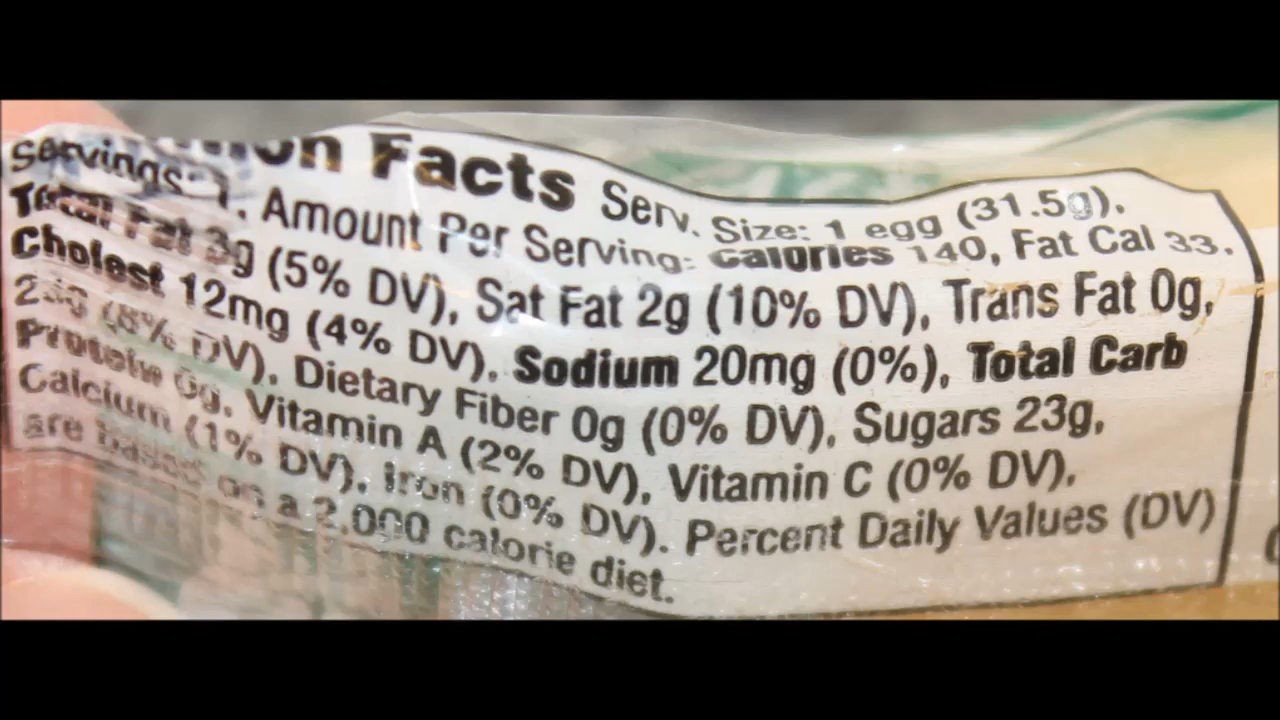 Facts Serv. Size: 1 egg (31.5g),
Servings: 1. Amount Per Serving: Calories 140, Fat Cal 33.
Total Fat 3g (5% DV), Sat Fat 2g (10% DV), Trans Fat 0g,
Cholest 12mg (4% DV), Sodium 20mg (0%), Total Carb
(8% DV), Dietary Fiber 0g (0% DV), Sugars 23g,
Protein 0g. Vitamin A (2% DV), Vitamin C (0% DV),
Calcium (1% DV), Iron (0% DV). Percent Daily Values (DV)
are based on a 2,000 calorie diet.